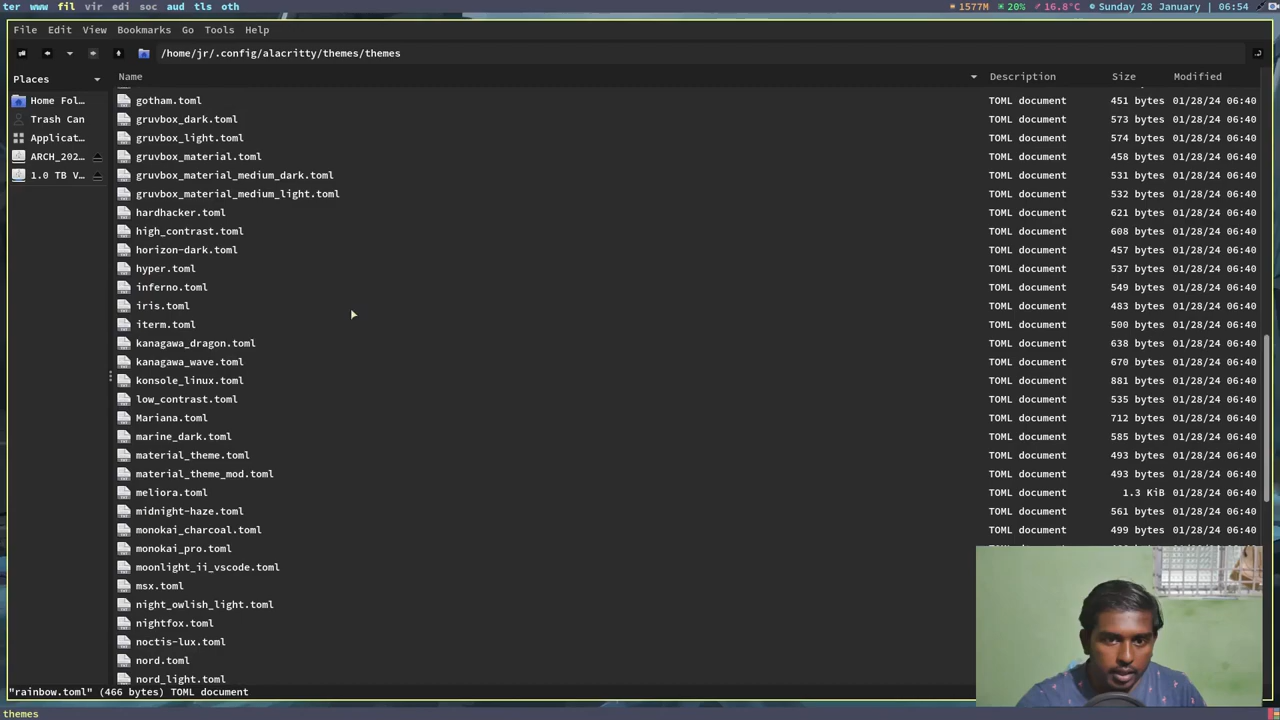 ter www fil vir edi soc aud tls oth 1577M 20% 16.8°C Sunday 28 January | 06:54
File Edit View Bookmarks Go Tools Help
/home/jr/.config/alacritty/themes/themes
Places
Home Fol…
Trash Can
Applicat…
ARCH_202…
1.0 TB V…
Name Description Size Modified
gotham.toml TOML document 451 bytes 01/28/24 06:40
gruvbox_dark.toml TOML document 573 bytes 01/28/24 06:40
gruvbox_light.toml TOML document 574 bytes 01/28/24 06:40
gruvbox_material.toml TOML document 458 bytes 01/28/24 06:40
gruvbox_material_medium_dark.toml TOML document 531 bytes 01/28/24 06:40
gruvbox_material_medium_light.toml TOML document 532 bytes 01/28/24 06:40
hardhacker.toml TOML document 621 bytes 01/28/24 06:40
high_contrast.toml TOML document 608 bytes 01/28/24 06:40
horizon-dark.toml TOML document 457 bytes 01/28/24 06:40
hyper.toml TOML document 537 bytes 01/28/24 06:40
inferno.toml TOML document 549 bytes 01/28/24 06:40
iris.toml TOML document 483 bytes 01/28/24 06:40
iterm.toml TOML document 500 bytes 01/28/24 06:40
kanagawa_dragon.toml TOML document 638 bytes 01/28/24 06:40
kanagawa_wave.toml TOML document 670 bytes 01/28/24 06:40
konsole_linux.toml TOML document 881 bytes 01/28/24 06:40
low_contrast.toml TOML document 535 bytes 01/28/24 06:40
Mariana.toml TOML document 712 bytes 01/28/24 06:40
marine_dark.toml TOML document 585 bytes 01/28/24 06:40
material_theme.toml TOML document 493 bytes 01/28/24 06:40
material_theme_mod.toml TOML document 493 bytes 01/28/24 06:40
meliora.toml TOML document 1.3 KiB 01/28/24 06:40
midnight-haze.toml TOML document 561 bytes 01/28/24 06:40
monokai_charcoal.toml TOML document 499 bytes 01/28/24 06:40
monokai_pro.toml
moonlight_ii_vscode.toml
msx.toml
night_owlish_light.toml
nightfox.toml
noctis-lux.toml
nord.toml
nord_light.toml
"rainbow.toml" (466 bytes) TOML document
themes